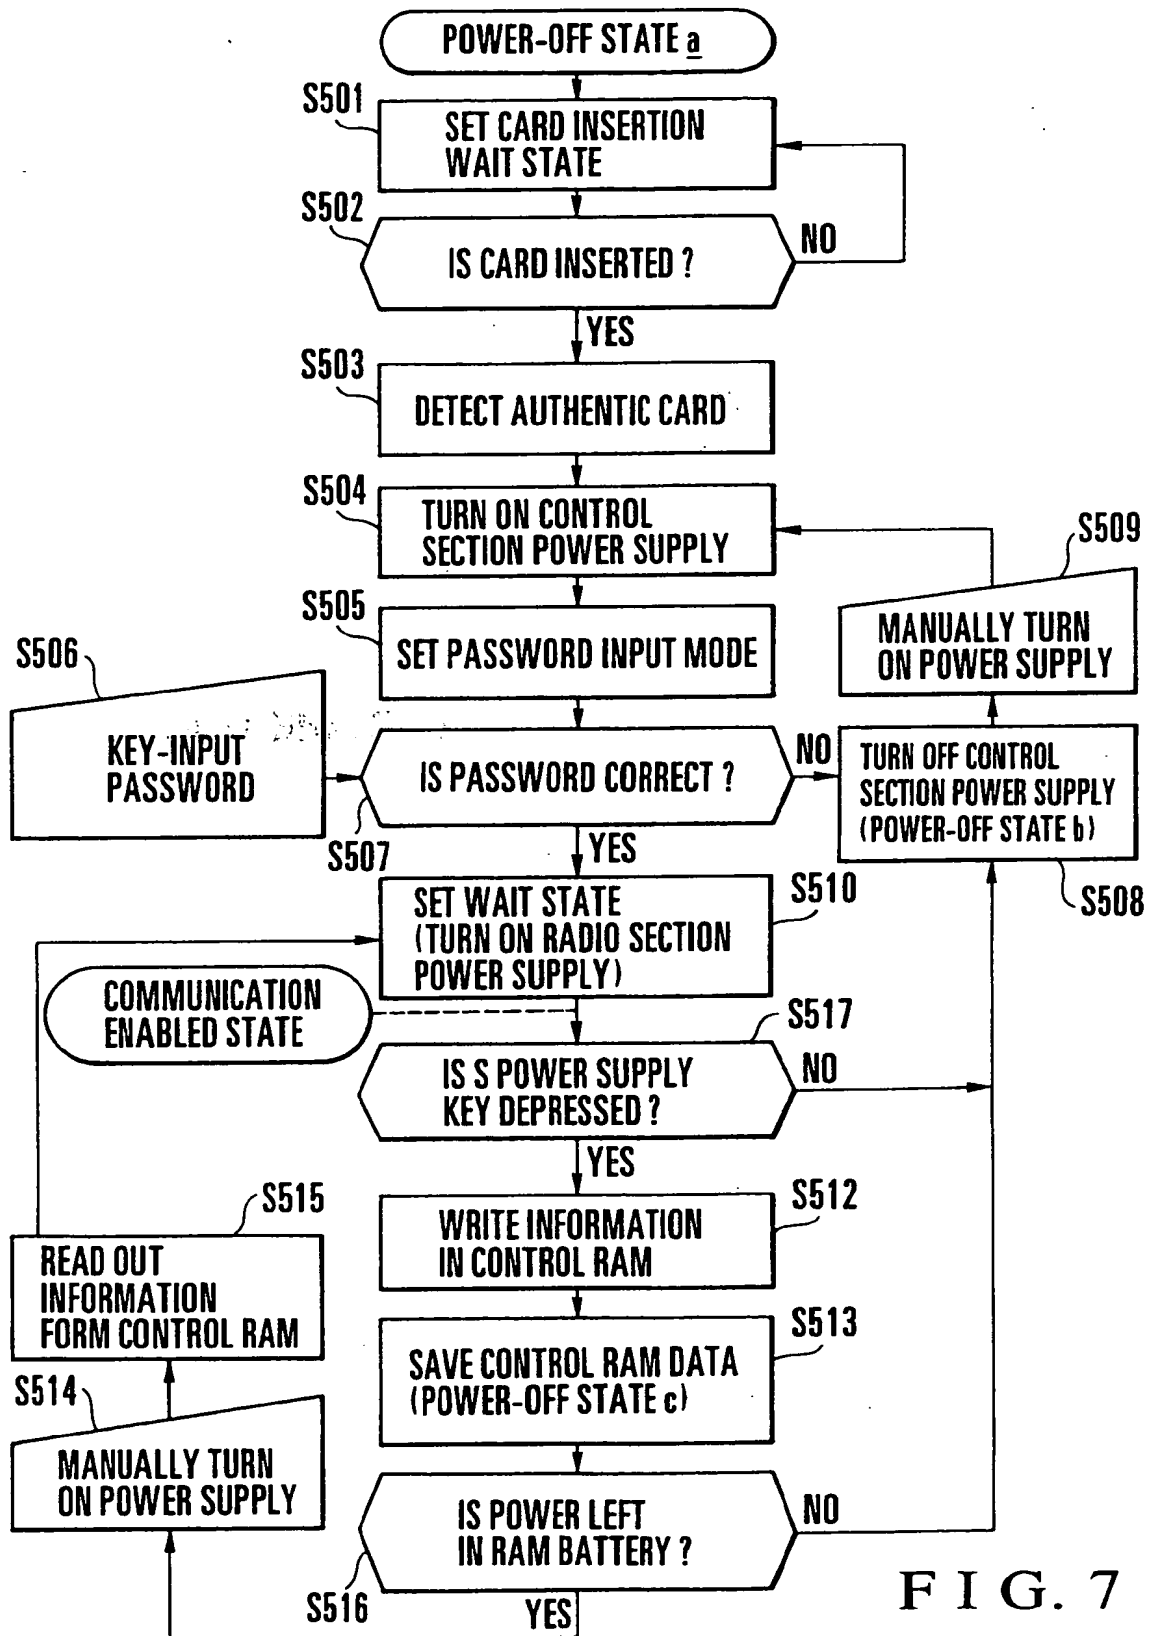 POWER-OFF STATE a
S501
SET CARD INSERTION
WAIT STATE
S502
IS CARD INSERTED ?
NO
YES
S503
DETECT AUTHENTIC CARD
S504
TURN ON CONTROL
SECTION POWER SUPPLY
S509
MANUALLY TURN
ON POWER SUPPLY
S505
SET PASSWORD INPUT MODE
S506
KEY-INPUT
PASSWORD
IS PASSWORD CORRECT ?
NO
S507
YES
TURN OFF CONTROL
SECTION POWER SUPPLY
(POWER-OFF STATE b)
S508
S510
SET WAIT STATE
(TURN ON RADIO SECTION
POWER SUPPLY)
COMMUNICATION
ENABLED STATE
S517
IS S POWER SUPPLY
KEY DEPRESSED ?
NO
YES
S512
WRITE INFORMATION
IN CONTROL RAM
S515
READ OUT
INFORMATION
FORM CONTROL RAM
S513
SAVE CONTROL RAM DATA
(POWER-OFF STATE c)
S514
MANUALLY TURN
ON POWER SUPPLY
IS POWER LEFT
IN RAM BATTERY ?
NO
S516
YES
FIG. 7